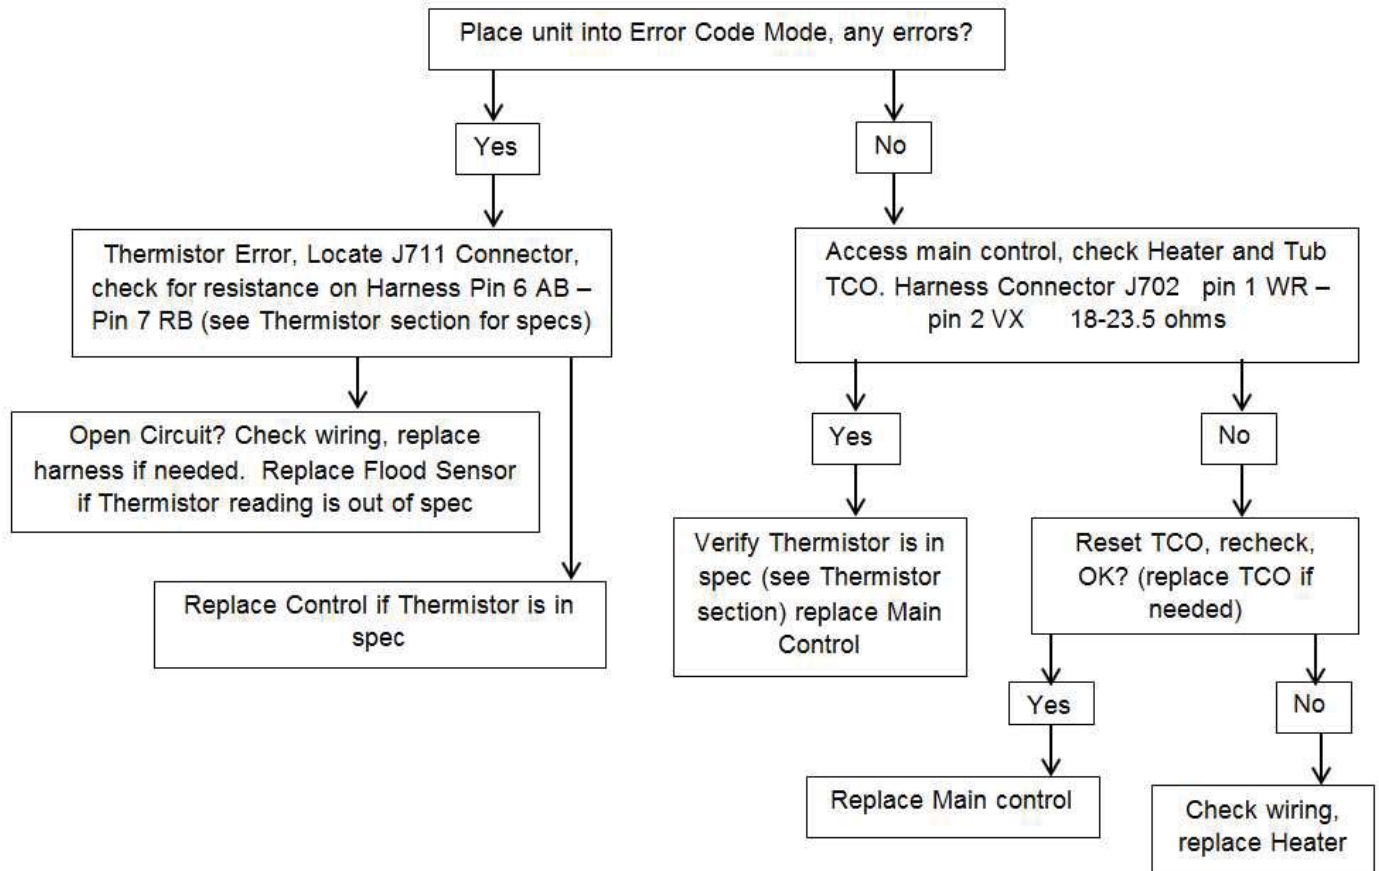 Place unit into Error Code Mode, any errors?
Yes
No
Thermistor Error, Locate J711 Connector,
check for resistance on Harness Pin 6 AB –
Pin 7 RB (see Thermistor section for specs)
Access main control, check Heater and Tub
TCO. Harness Connector J702 pin 1 WR –
pin 2 VX 18-23.5 ohms
Open Circuit? Check wiring, replace
harness if needed. Replace Flood Sensor
if Thermistor reading is out of spec
Replace Control if Thermistor is in
spec
Yes
No
Verify Thermistor is in
spec (see Thermistor
section) replace Main
Control
Reset TCO, recheck,
OK? (replace TCO if
needed)
Yes
No
Replace Main control
Check wiring,
replace Heater